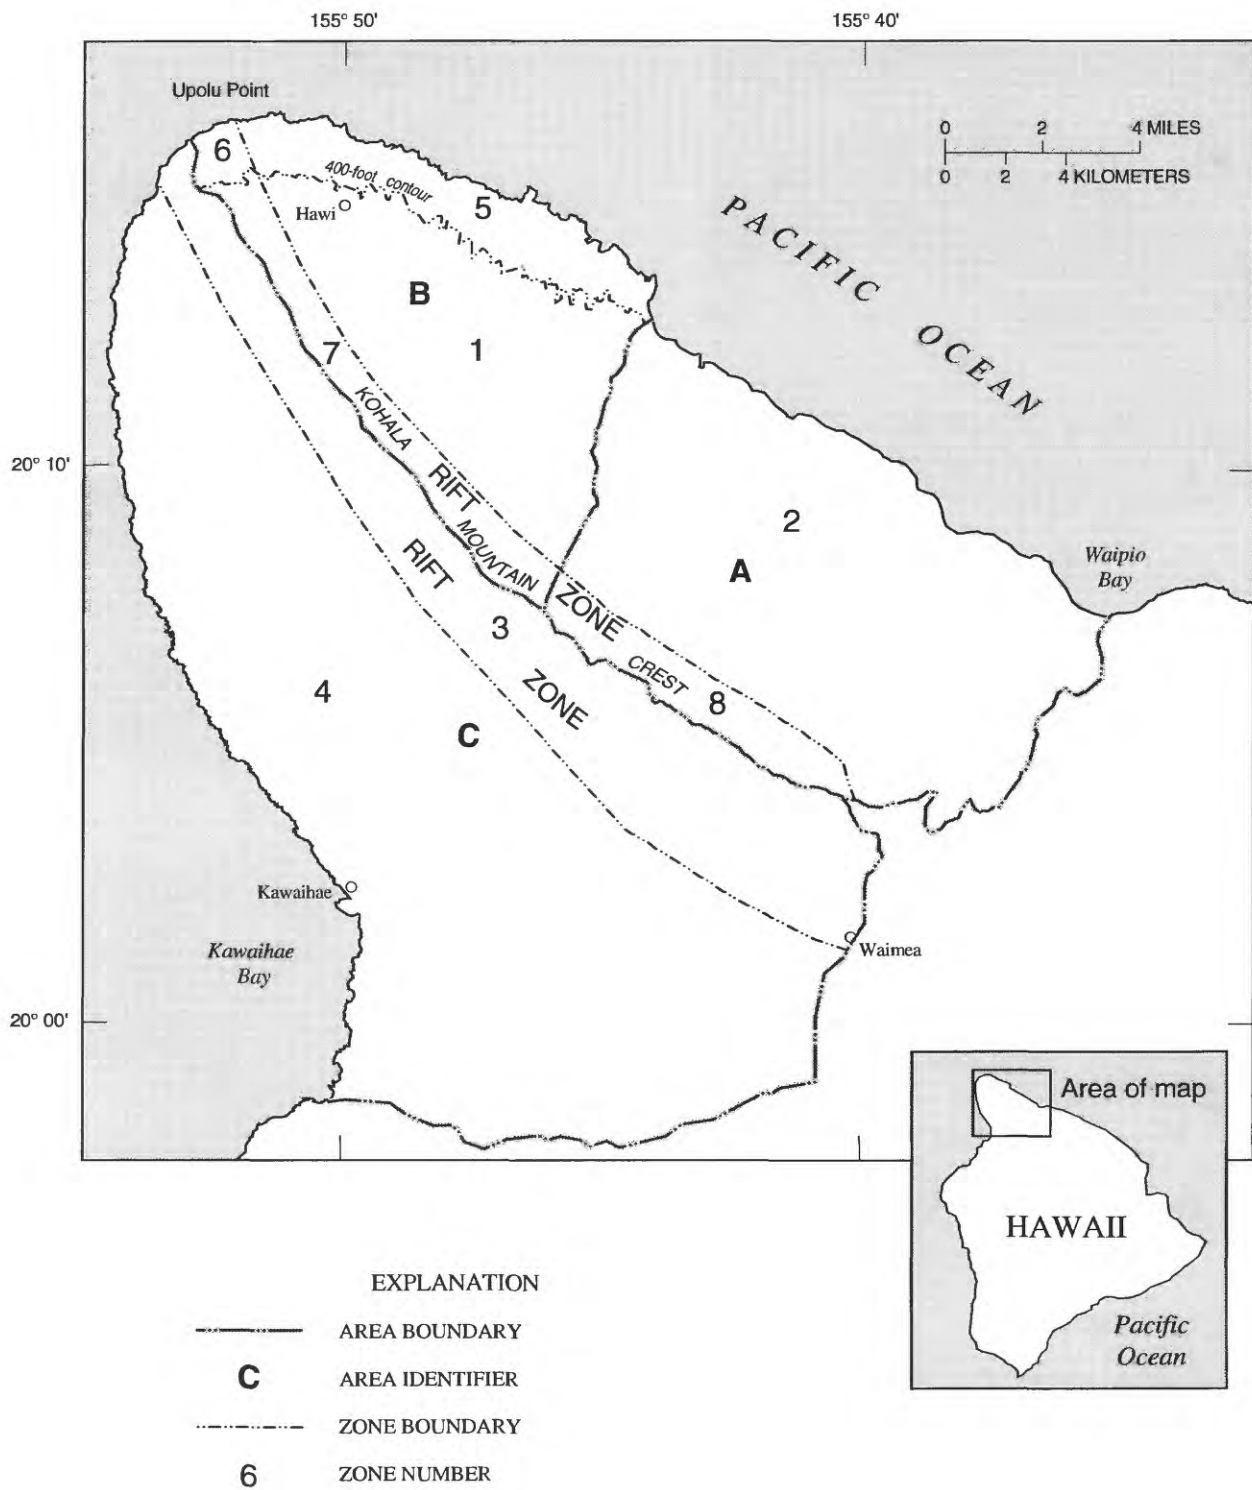 155° 50'
155° 40'
Upolu Point
0 2 4 MILES
0 2 4 KILOMETERS
6
400-foot contour
5
Hawi
PACIFIC OCEAN
B
1
7
KOHALA
MOUNTAIN
CREST
RIFT
ZONE
20° 10'
2
A
Waipio
Bay
RIFT
ZONE
3
8
4
C
Kawaihae
Kawaihae
Bay
Waimea
20° 00'
Area of map
HAWAII
Pacific
Ocean
EXPLANATION
AREA BOUNDARY
C AREA IDENTIFIER
ZONE BOUNDARY
6 ZONE NUMBER